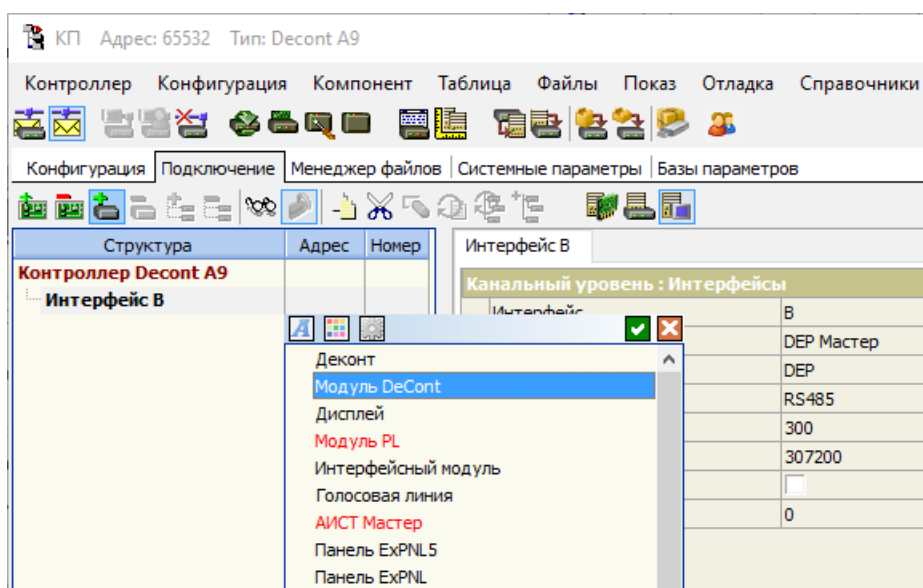 КП Адрес: 65532 Тип: Decont A9
Контроллер Конфигурация Компонент Таблица Файлы Показ Отладка Справочники
Конфигурация Подключение Менеджер файлов Системные параметры Базы параметров
Структура Адрес Номер
Контроллер Decont A9
Интерфейс B
Интерфейс B
Канальный уровень : Интерфейсы
Интерфейс B
DEP Мастер
DEP
RS485
300
307200
0
Деконт
Модуль DeCont
Дисплей
Модуль PL
Интерфейсный модуль
Голосовая линия
АИСТ Мастер
Панель ExPNL5
Панель ExPNL